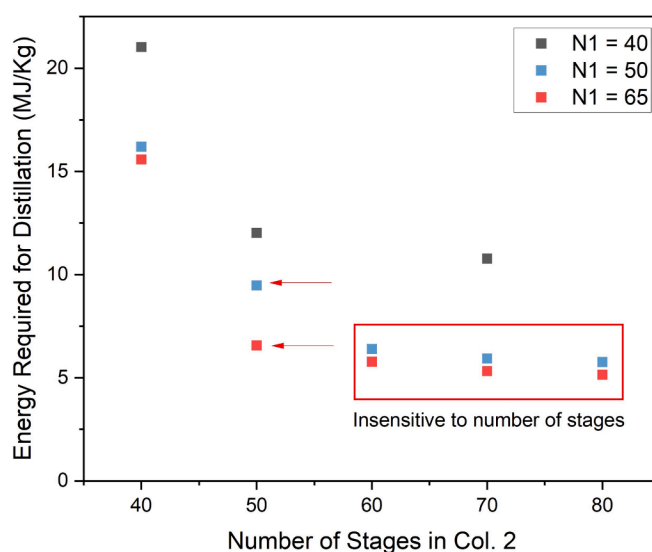 N1 = 40
N1 = 50
N1 = 65
Energy Required for Distillation (MJ/Kg)
20
15
10
5
0
Insensitive to number of stages
40 50 60 70 80
Number of Stages in Col. 2